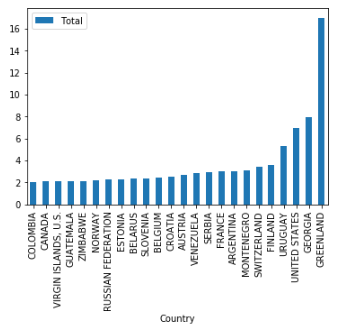 Total
16
14
12
10
8
6
4
2
0
COLOMBIA
CANADA
VIRGIN ISLANDS, U.S.
GUATEMALA
ZIMBABWE
NORWAY
RUSSIAN FEDERATION
ESTONIA
BELARUS
SLOVENIA
BELGIUM
CROATIA
AUSTRIA
VENEZUELA
SERBIA
FRANCE
ARGENTINA
MONTENEGRO
SWITZERLAND
FINLAND
URUGUAY
UNITED STATES
GEORGIA
GREENLAND
Country